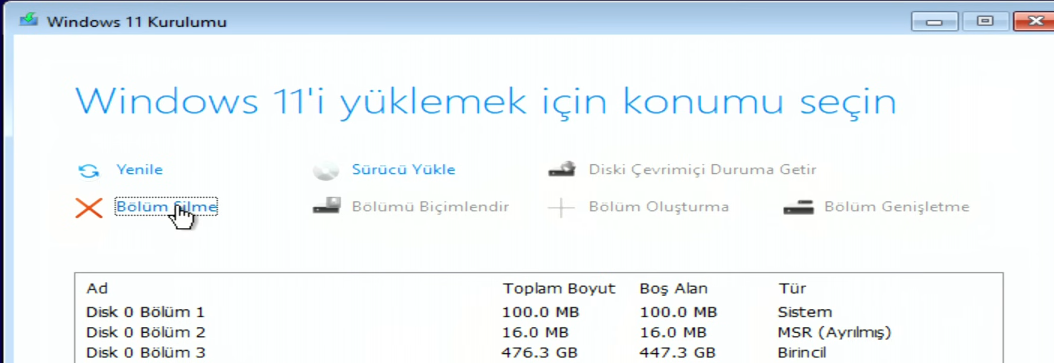 Windows 11 Kurulumu
Windows 11'i yüklemek için konumu seçin
Yenile Sürücü Yükle Diski Çevrimiçi Duruma Getir
Bölüm Silme Bölümü Biçimlendir Bölüm Oluşturma Bölüm Genişletme
Ad Toplam Boyut Boş Alan Tür
Disk 0 Bölüm 1 100.0 MB 100.0 MB Sistem
Disk 0 Bölüm 2 16.0 MB 16.0 MB MSR (Ayrılmış)
Disk 0 Bölüm 3 476.3 GB 447.3 GB Birincil